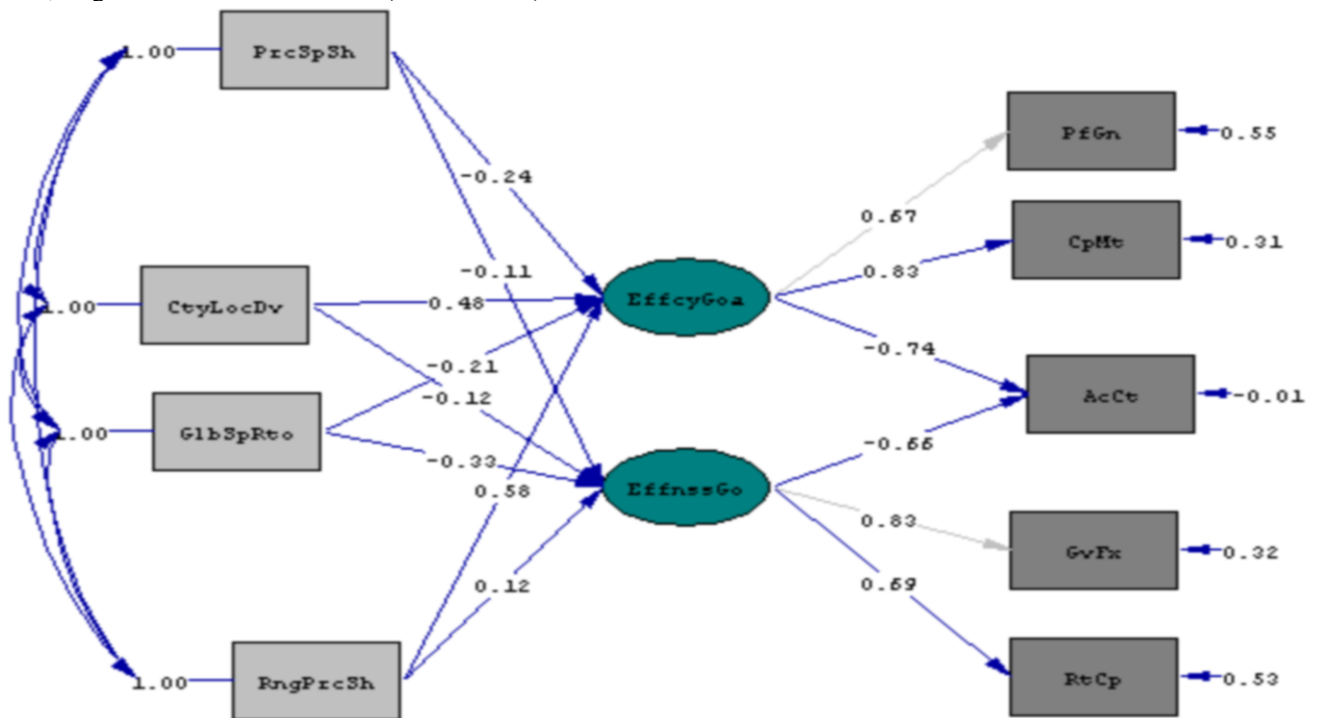 1.00
PrcSpSh
PfGn
0.55
-0.24
0.67
CpMt
0.31
-0.11
0.83
1.00
CtyLocDv
0.48
EffcyGoa
-0.74
-0.21
-0.12
AcCt
-0.01
1.00
GlbSpRto
-0.33
-0.66
0.58
EffnssGo
0.83
GvFx
0.32
0.12
0.69
1.00
RngPrcSh
RtCp
0.53